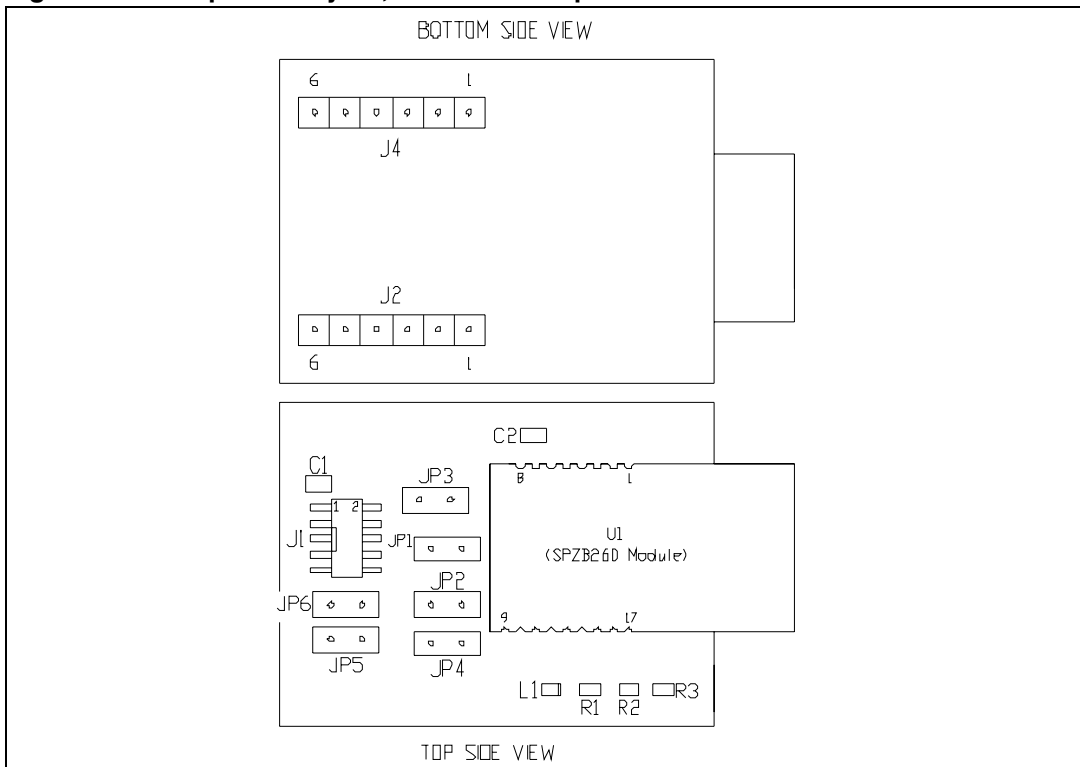 BOTTOM SIDE VIEW
6 1
J4
J2
6 1
C2
C1
JP3
8 1
1 2
J1
JP1
U1
(SPZB260 Module)
JP2
JP6
9 17
JP5
JP4
L1
R1 R2
R3
TOP SIDE VIEW